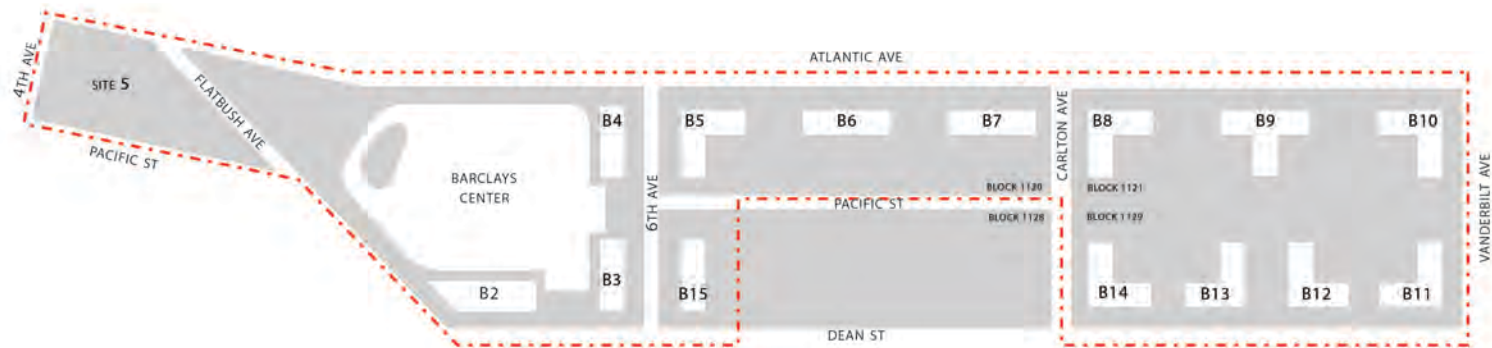 ATLANTIC AVE
4TH AVE
SITE 5
FLATBUSH AVE
PACIFIC ST
BARCLAYS
CENTER
B4
6TH AVE
B5
B6
B7
CARLTON AVE
B8
B9
B10
VANDERBILT AVE
BLOCK 1120
BLOCK 1121
PACIFIC ST
BLOCK 1128
BLOCK 1129
B2
B3
B15
B14
B13
B12
B11
DEAN ST